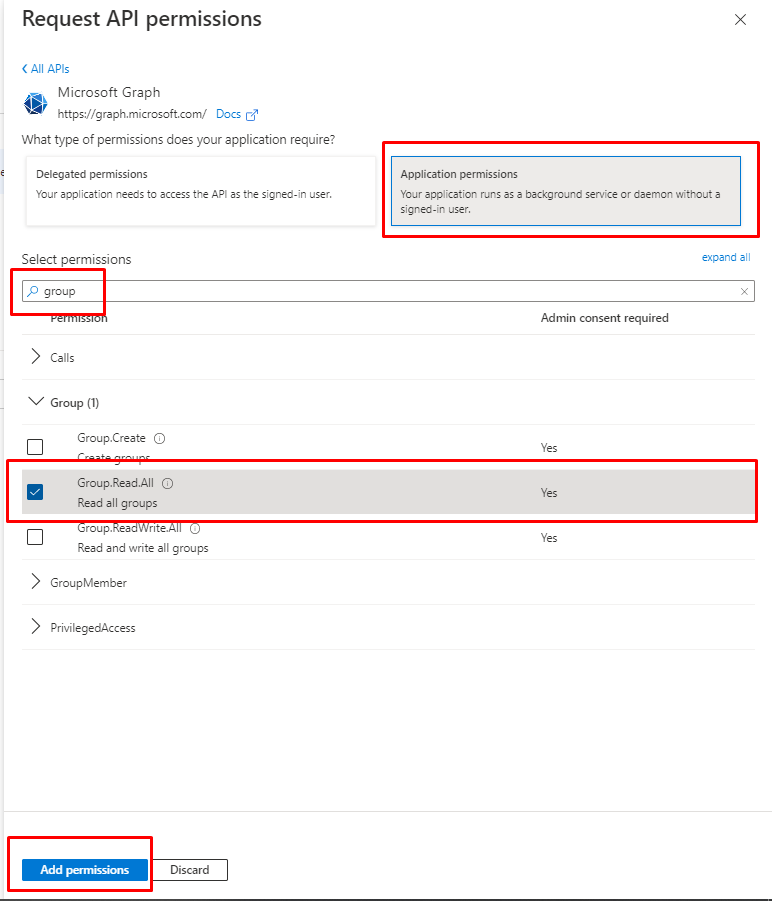 Request API permissions
All APIs
Microsoft Graph
https://graph.microsoft.com/ Docs
What type of permissions does your application require?
Delegated permissions
Your application needs to access the API as the signed-in user.
Application permissions
Your application runs as a background service or daemon without a
signed-in user.
Select permissions
expand all
group
Permission
Admin consent required
Calls
Group (1)
Group.Create
Create groups
Yes
Group.Read.All
Read all groups
Yes
Group.ReadWrite.All
Read and write all groups
Yes
GroupMember
PrivilegedAccess
Add permissions
Discard